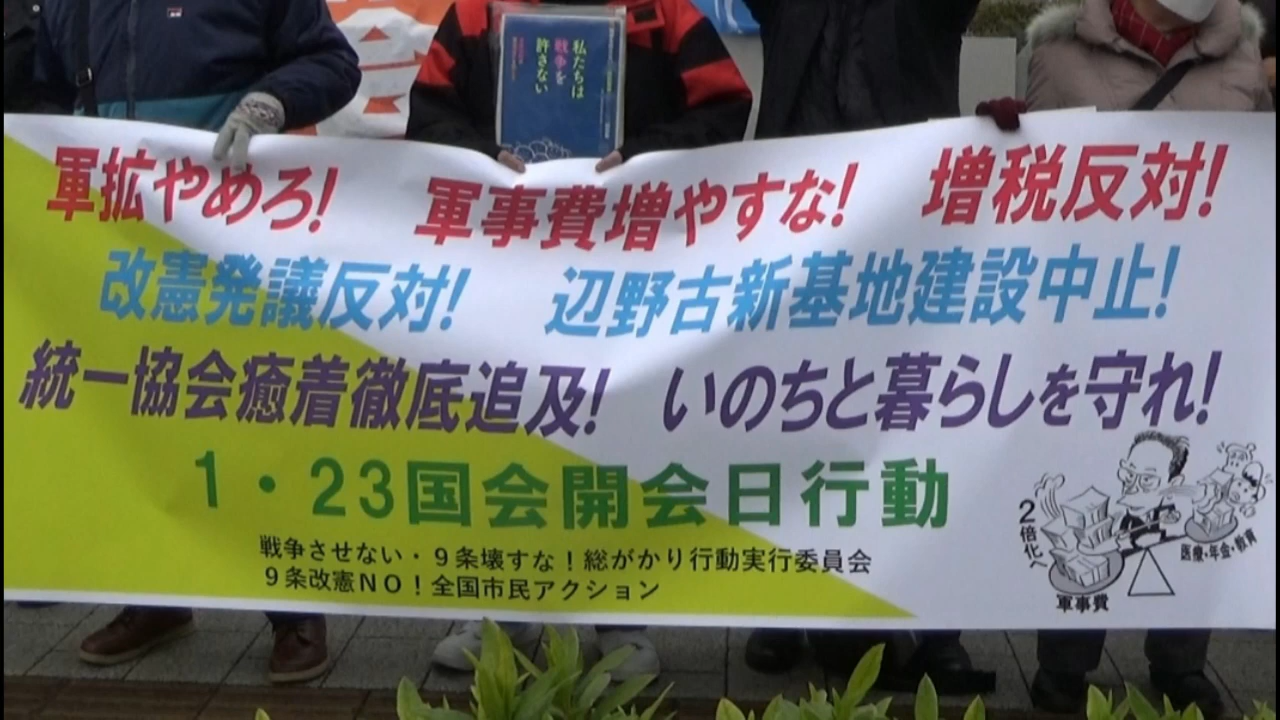 私たちは
戦争を
許さない
軍拡やめろ! 軍事費増やすな! 増税反対!
改憲発議反対! 辺野古新基地建設中止!
統一協会癒着徹底追及! いのちと暮らしを守れ!
1・23国会開会日行動
戦争させない・9条壊すな!総がかり行動実行委員会
9条改憲NO!全国市民アクション
2倍化へ
軍事費
医療・年金・教育